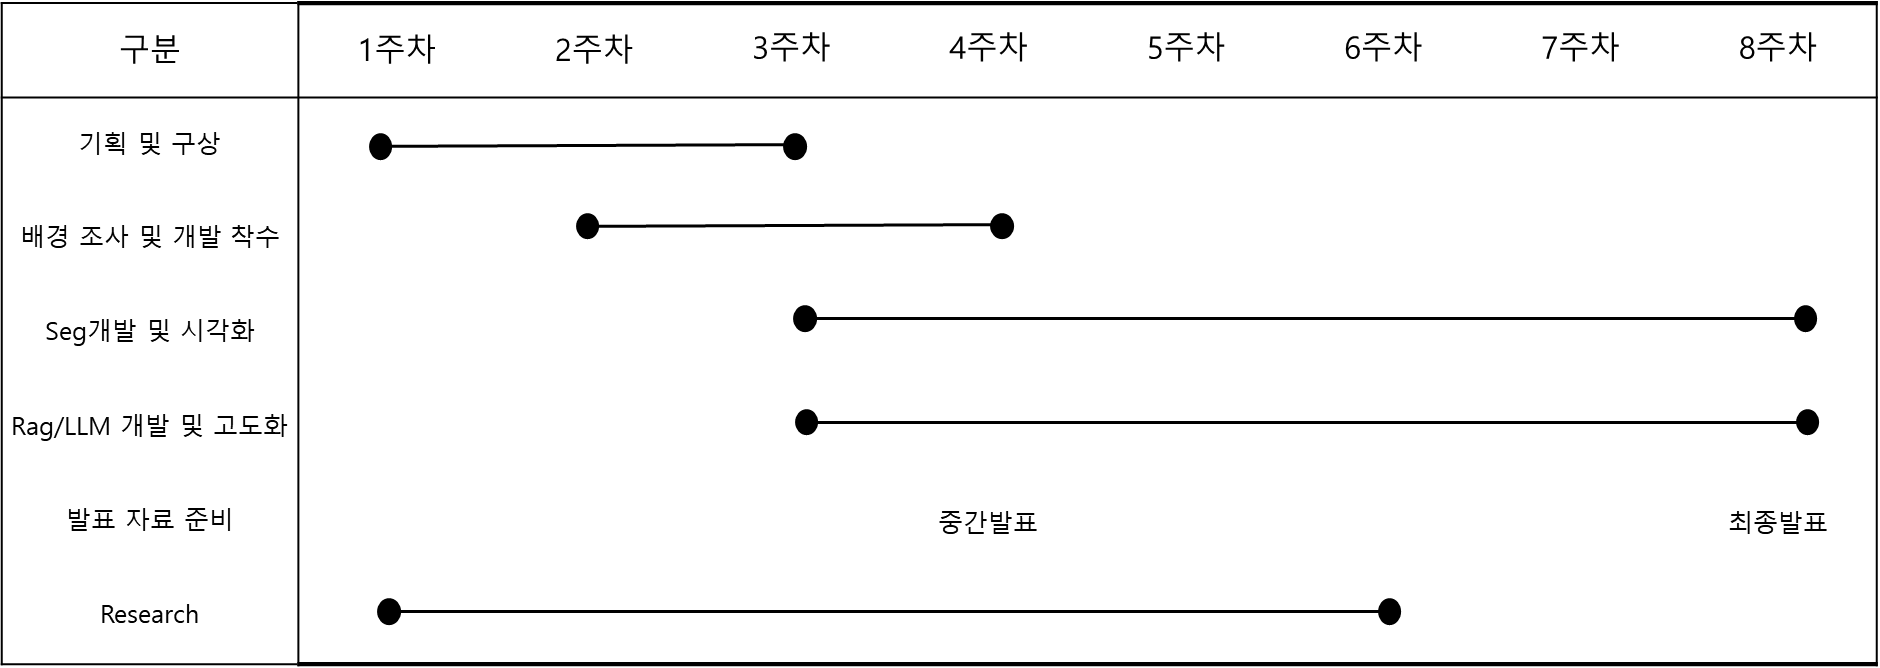 구분 1주차 2주차 3주차 4주차 5주차 6주차 7주차 8주차
기획 및 구상
배경 조사 및 개발 착수
Seg개발 및 시각화
Rag/LLM 개발 및 고도화
발표 자료 준비 중간발표 최종발표
Research